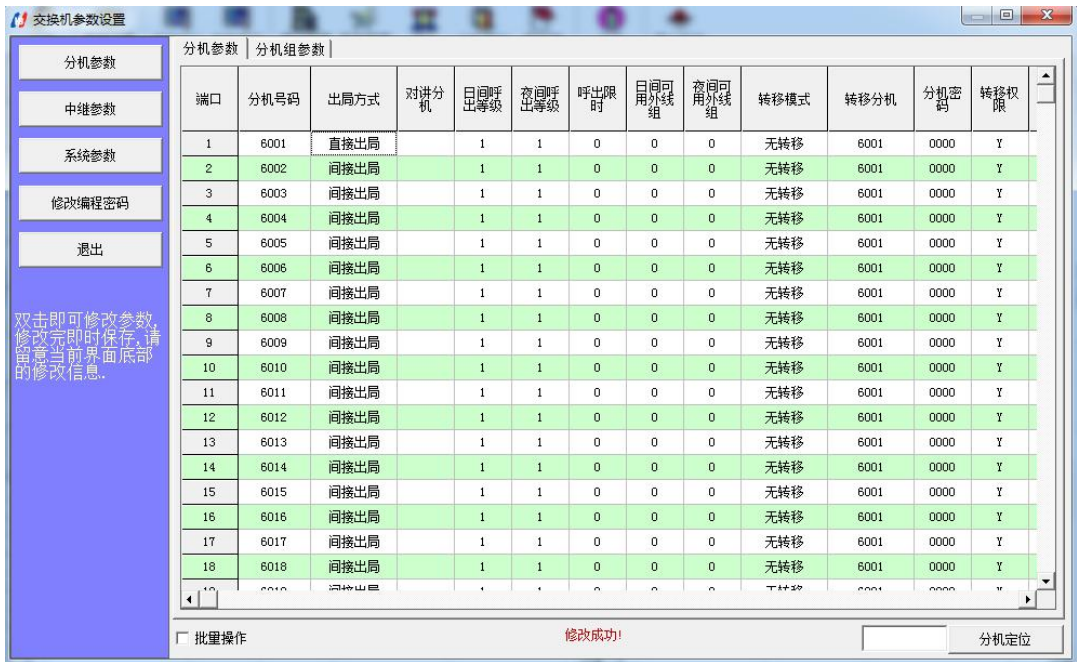 交换机参数设置
分机参数
中继参数
系统参数
修改编程密码
退出
双击即可修改参数,
修改完即时保存,请
留意当前界面底部
的修改信息.
分机参数 分机组参数
端口 分机号码 出局方式 对讲分机 日间呼出等级 夜间呼出等级 呼出限时 日间可用外线组 夜间可用外线组 转移模式 转移分机 分机密码 转移权限
1 6001 直接出局 1 1 0 0 0 无转移 6001 0000 Y
2 6002 间接出局 1 1 0 0 0 无转移 6001 0000 Y
3 6003 间接出局 1 1 0 0 0 无转移 6001 0000 Y
4 6004 间接出局 1 1 0 0 0 无转移 6001 0000 Y
5 6005 间接出局 1 1 0 0 0 无转移 6001 0000 Y
6 6006 间接出局 1 1 0 0 0 无转移 6001 0000 Y
7 6007 间接出局 1 1 0 0 0 无转移 6001 0000 Y
8 6008 间接出局 1 1 0 0 0 无转移 6001 0000 Y
9 6009 间接出局 1 1 0 0 0 无转移 6001 0000 Y
10 6010 间接出局 1 1 0 0 0 无转移 6001 0000 Y
11 6011 间接出局 1 1 0 0 0 无转移 6001 0000 Y
12 6012 间接出局 1 1 0 0 0 无转移 6001 0000 Y
13 6013 间接出局 1 1 0 0 0 无转移 6001 0000 Y
14 6014 间接出局 1 1 0 0 0 无转移 6001 0000 Y
15 6015 间接出局 1 1 0 0 0 无转移 6001 0000 Y
16 6016 间接出局 1 1 0 0 0 无转移 6001 0000 Y
17 6017 间接出局 1 1 0 0 0 无转移 6001 0000 Y
18 6018 间接出局 1 1 0 0 0 无转移 6001 0000 Y
批量操作 修改成功! 分机定位